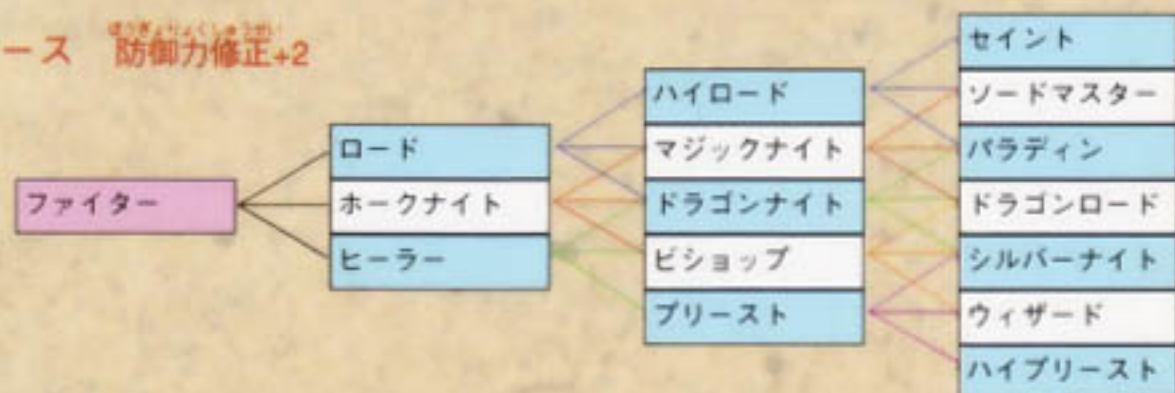 ース 防御力修正+2
ファイター
ロード
ホークナイト
ヒーラー
ハイロード
マジックナイト
ドラゴンナイト
ビショップ
プリースト
セイント
ソードマスター
パラディン
ドラゴンロード
シルバーナイト
ウィザード
ハイプリースト